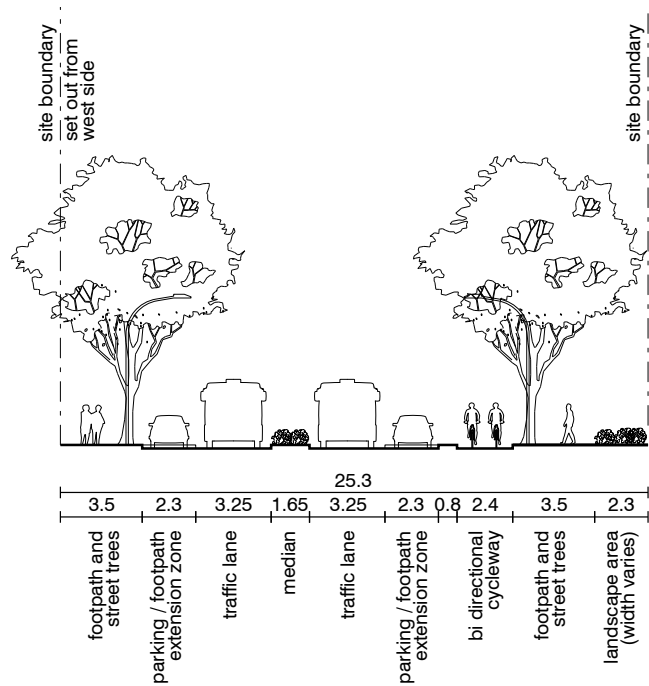 site boundary
set out from
west side
site boundary
25.3
3.5 2.3 3.25 1.65 3.25 2.3 0.8 2.4 3.5 2.3
footpath and
street trees
parking / footpath
extension zone
traffic lane
median
traffic lane
parking / footpath
extension zone
bi directional
cycleway
footpath and
street trees
landscape area
(width varies)